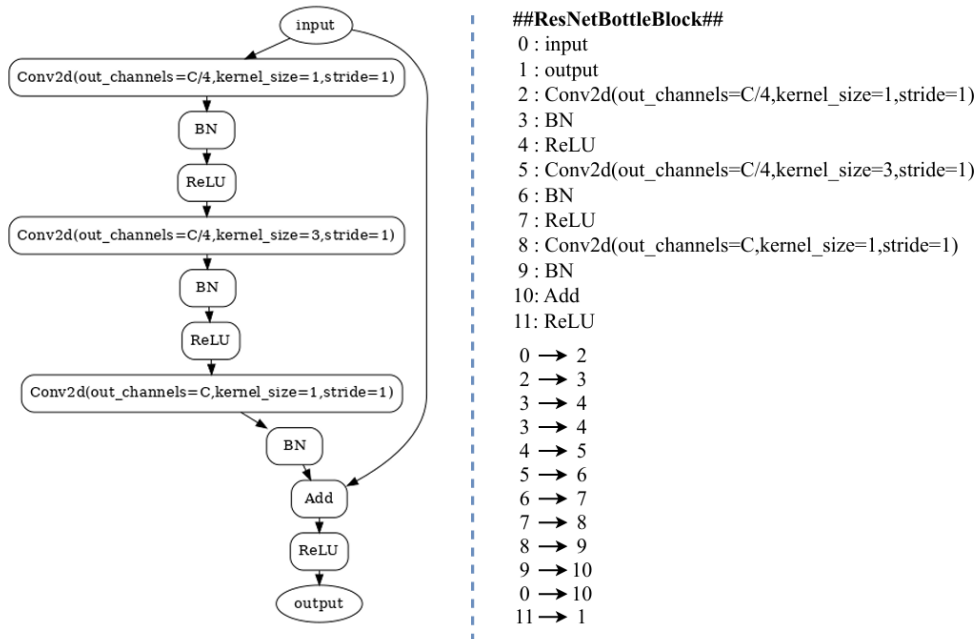 input
Conv2d(out_channels=C/4,kernel_size=1,stride=1)
BN
ReLU
Conv2d(out_channels=C/4,kernel_size=3,stride=1)
BN
ReLU
Conv2d(out_channels=C,kernel_size=1,stride=1)
BN
Add
ReLU
output
##ResNetBottleBlock##
0 : input
1 : output
2 : Conv2d(out_channels=C/4,kernel_size=1,stride=1)
3 : BN
4 : ReLU
5 : Conv2d(out_channels=C/4,kernel_size=3,stride=1)
6 : BN
7 : ReLU
8 : Conv2d(out_channels=C,kernel_size=1,stride=1)
9 : BN
10: Add
11: ReLU
0 → 2
2 → 3
3 → 4
3 → 4
4 → 5
5 → 6
6 → 7
7 → 8
8 → 9
9 → 10
0 → 10
11 → 1